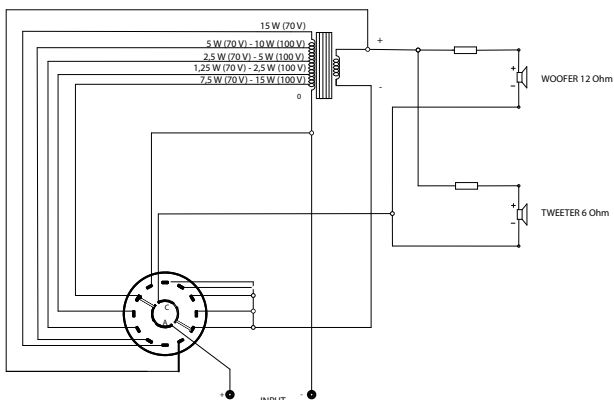 15 W (70 V)
5 W (70 V) - 10 W (100 V)
2,5 W (70 V) - 5 W (100 V)
1,25 W (70 V) - 2,5 W (100 V)
7,5 W (70 V) - 15 W (100 V)
0
+
-
+
-
WOOFER 12 Ohm
+
-
TWEETER 6 Ohm
C
A
+
INPUT
-